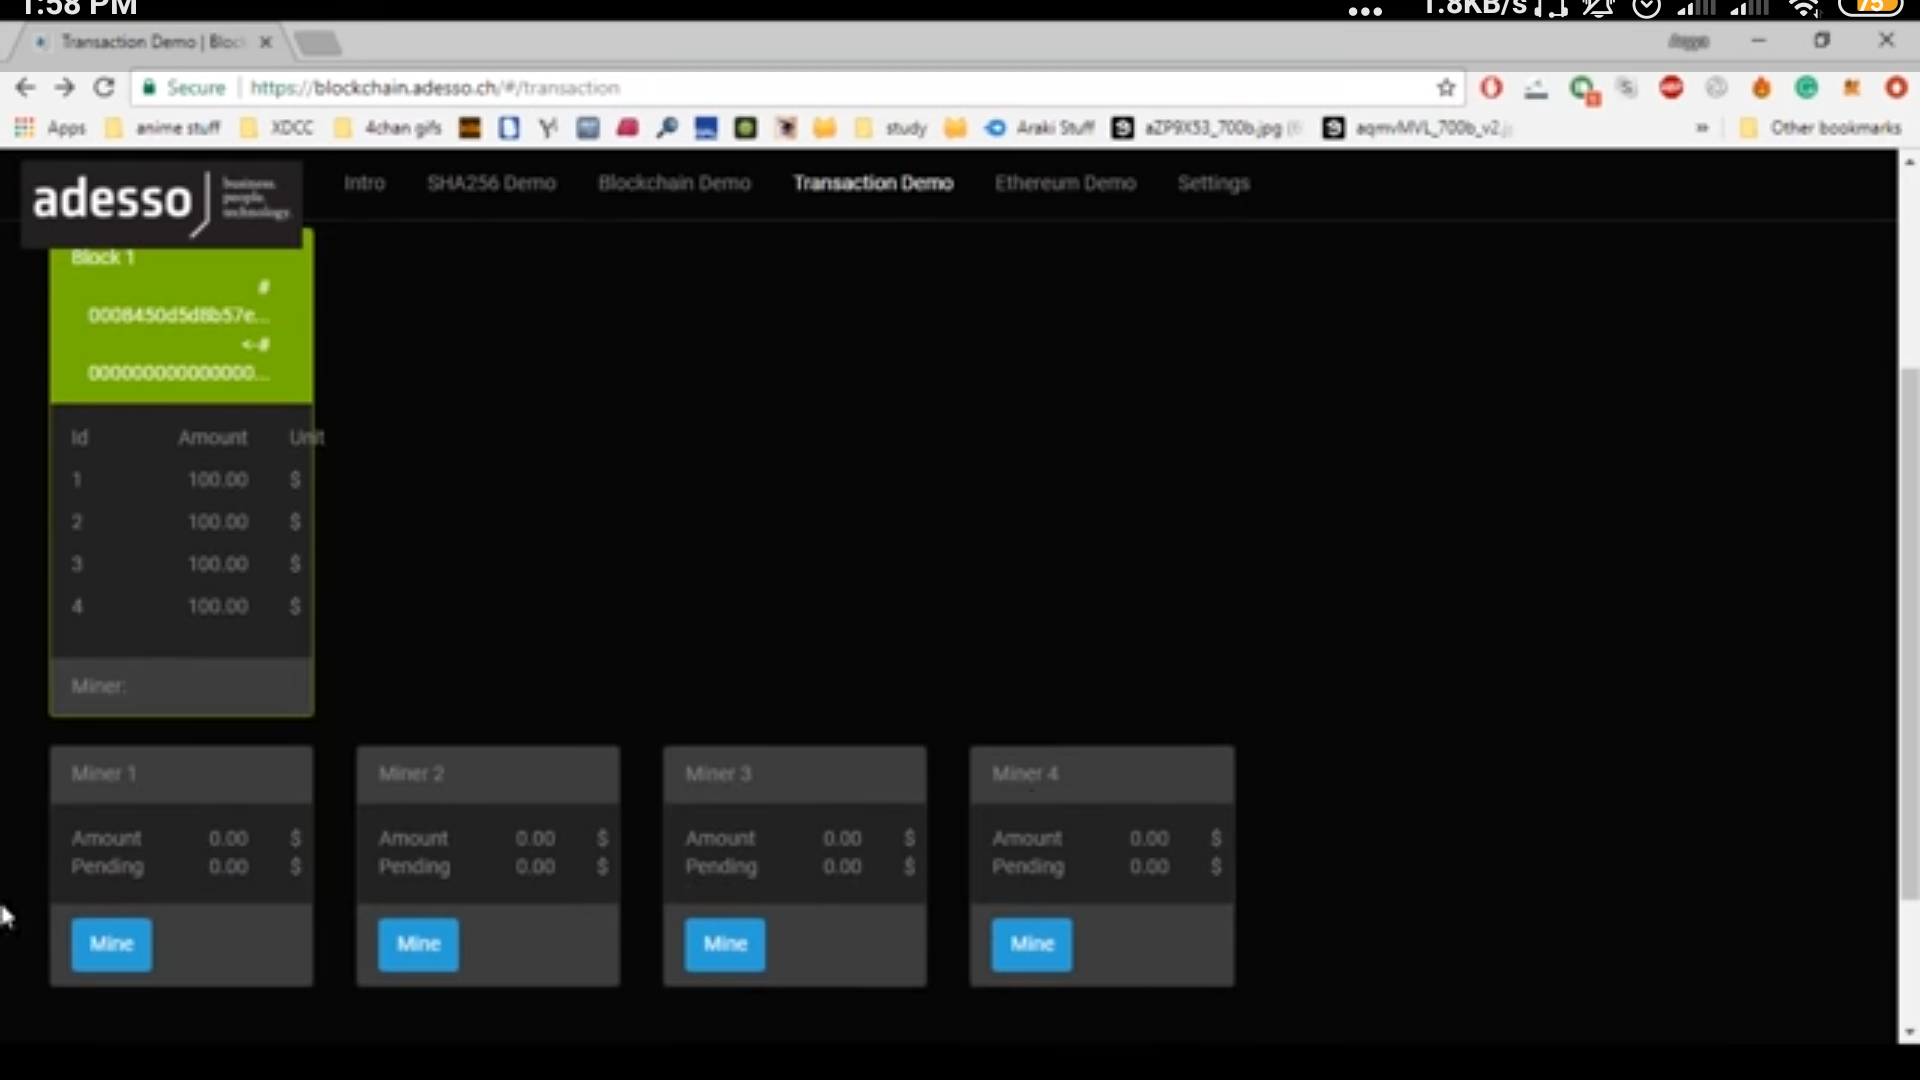 1:58 PM
1.8KB/s
75
Transaction Demo | Bloc
Secure https://blockchain.adesso.ch/#/transaction
Apps anime stuff XDCC 4chan gifs study Araki Stuff aZP9X53_700b.jpg aqmvMVL_700b_v2.j Other bookmarks
adesso business. people. technology.
Intro SHA256 Demo Blockchain Demo Transaction Demo Ethereum Demo Settings
Block 1
#
0008450d5d8b57e...
<-#
000000000000000...
Id Amount Unit
1 100.00 $
2 100.00 $
3 100.00 $
4 100.00 $
Miner:
Miner 1 Miner 2 Miner 3 Miner 4
Amount 0.00 $ Amount 0.00 $ Amount 0.00 $ Amount 0.00 $
Pending 0.00 $ Pending 0.00 $ Pending 0.00 $ Pending 0.00 $
Mine Mine Mine Mine